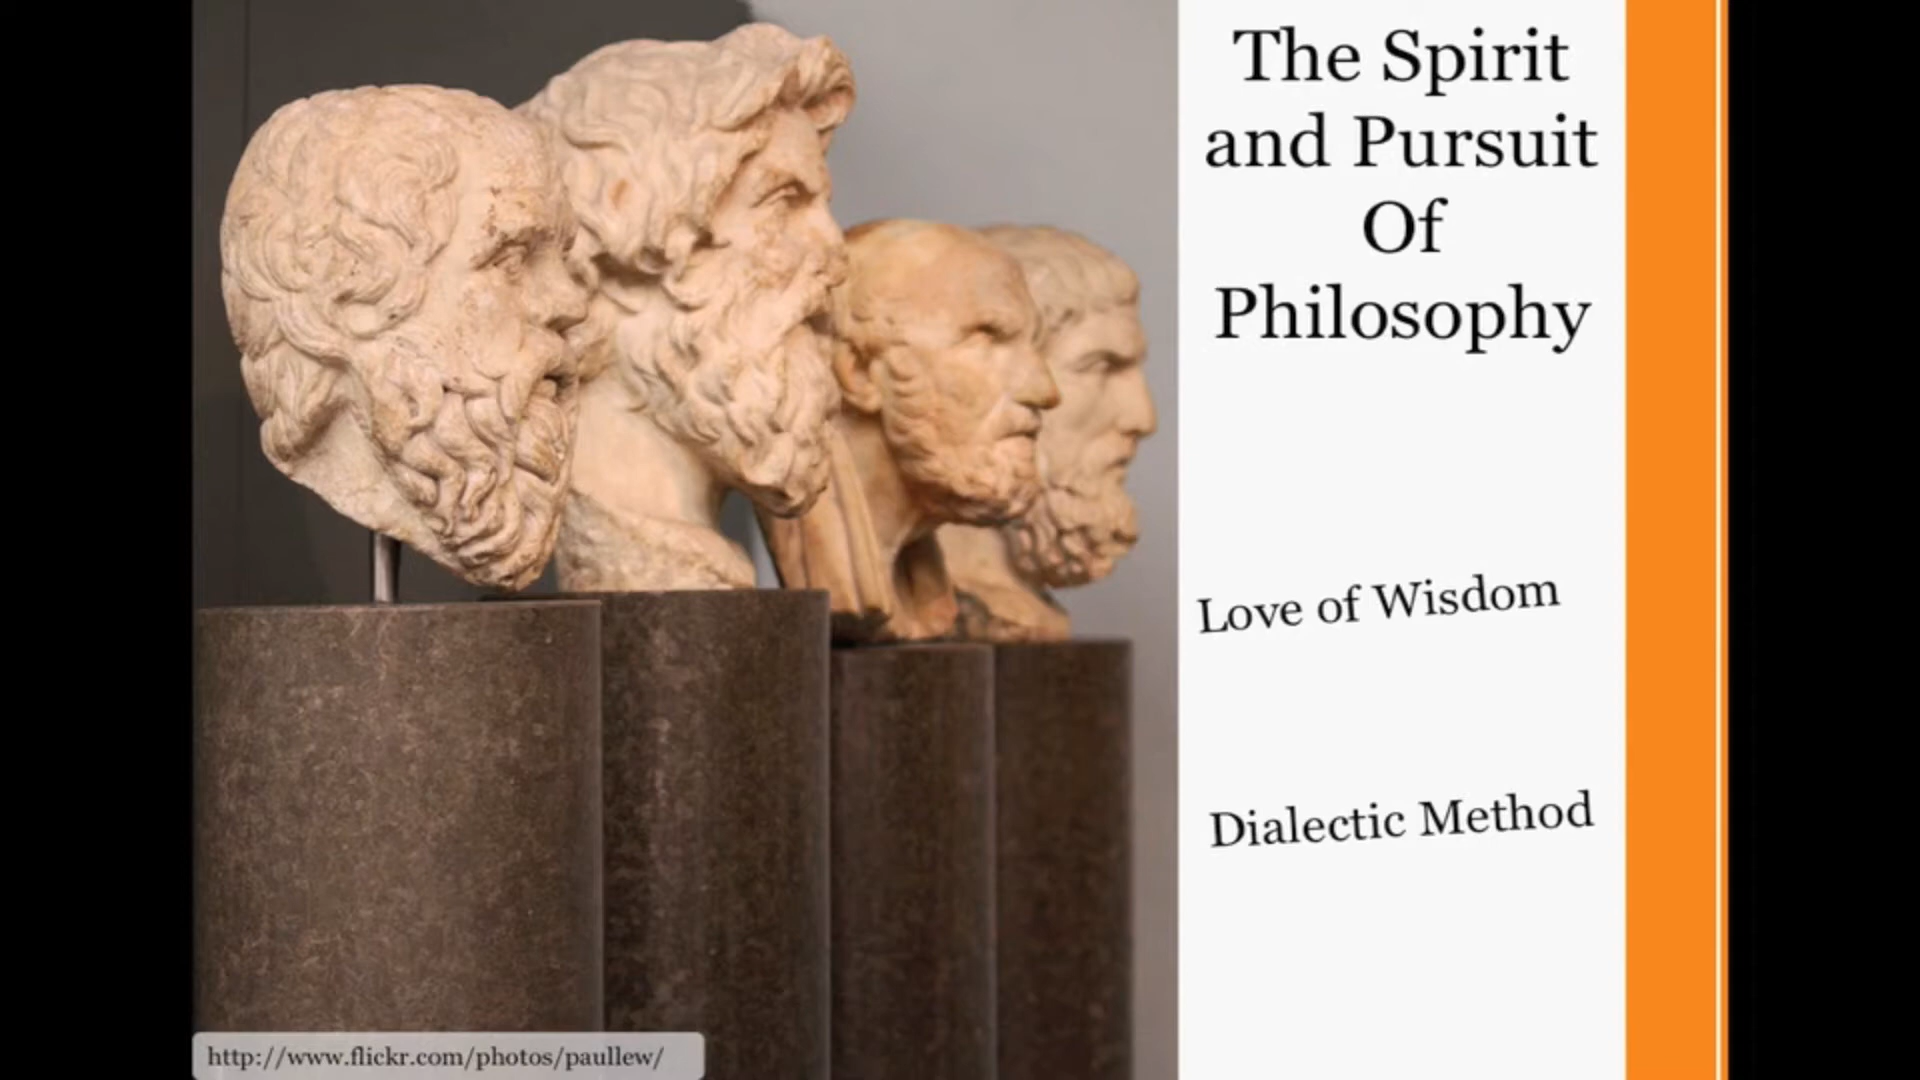 The Spirit
and Pursuit
Of
Philosophy
Love of Wisdom
Dialectic Method
http://www.flickr.com/photos/paullew/